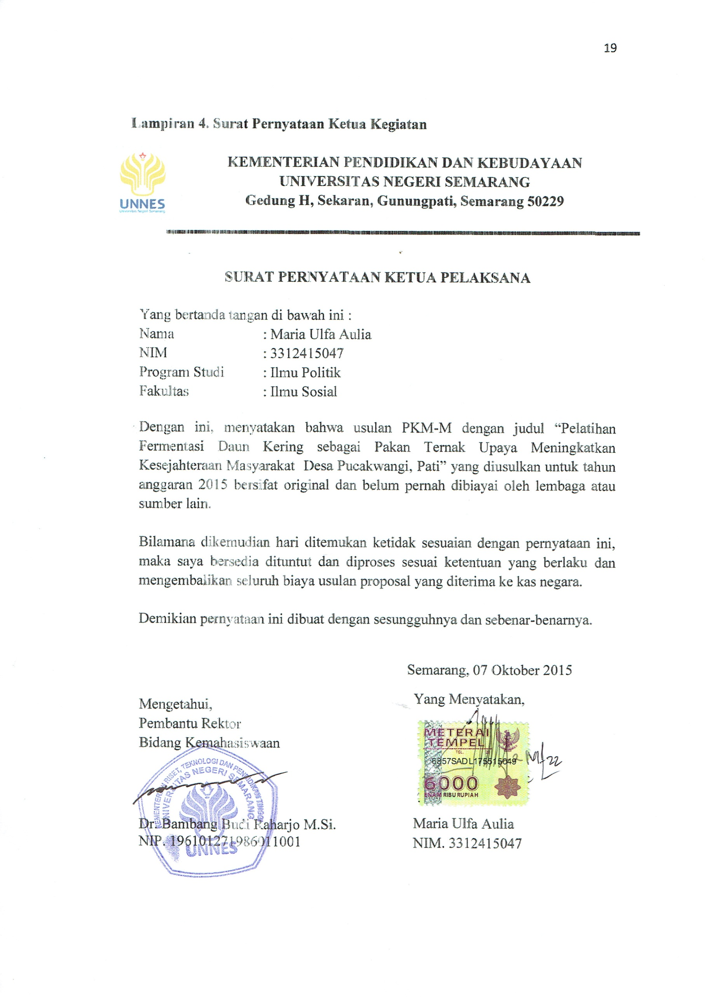 19
Lampiran 4. Surat Pernyataan Ketua Kegiatan
KEMENTERIAN PENDIDIKAN DAN KEBUDAYAAN
UNIVERSITAS NEGERI SEMARANG
Gedung H, Sekaran, Gunungpati, Semarang 50229
UNNES
Universitas Negeri Semarang
SURAT PERNYATAAN KETUA PELAKSANA
Yang bertanda tangan di bawah ini :
Nama : Maria Ulfa Aulia
NIM : 3312415047
Program Studi : Ilmu Politik
Fakultas : Ilmu Sosial
Dengan ini, menyatakan bahwa usulan PKM-M dengan judul “Pelatihan
Fermentasi Daun Kering sebagai Pakan Ternak Upaya Meningkatkan
Kesejahteraan Masyarakat Desa Pucakwangi, Pati” yang diusulkan untuk tahun
anggaran 2015 bersifat original dan belum pernah dibiayai oleh lembaga atau
sumber lain.
Bilamana dikemudian hari ditemukan ketidak sesuaian dengan pernyataan ini,
maka saya bersedia dituntut dan diproses sesuai ketentuan yang berlaku dan
mengembalikan seluruh biaya usulan proposal yang diterima ke kas negara.
Demikian pernyataan ini dibuat dengan sesungguhnya dan sebenar-benarnya.
Semarang, 07 Oktober 2015
Mengetahui,
Pembantu Rektor
Bidang Kemahasiswaan
KEMENTERIAN RISET, TEKNOLOGI DAN PENDIDIKAN TINGGI
UNIVERSITAS NEGERI SEMARANG
UNNES
Dr. Bambang Budi Raharjo M.Si.
NIP. 196101271986011001
Yang Menyatakan,
METERAI
TEMPEL
TGL. 20
6857SADL175515049
6000
ENAM RIBU RUPIAH
Maria Ulfa Aulia
NIM. 3312415047